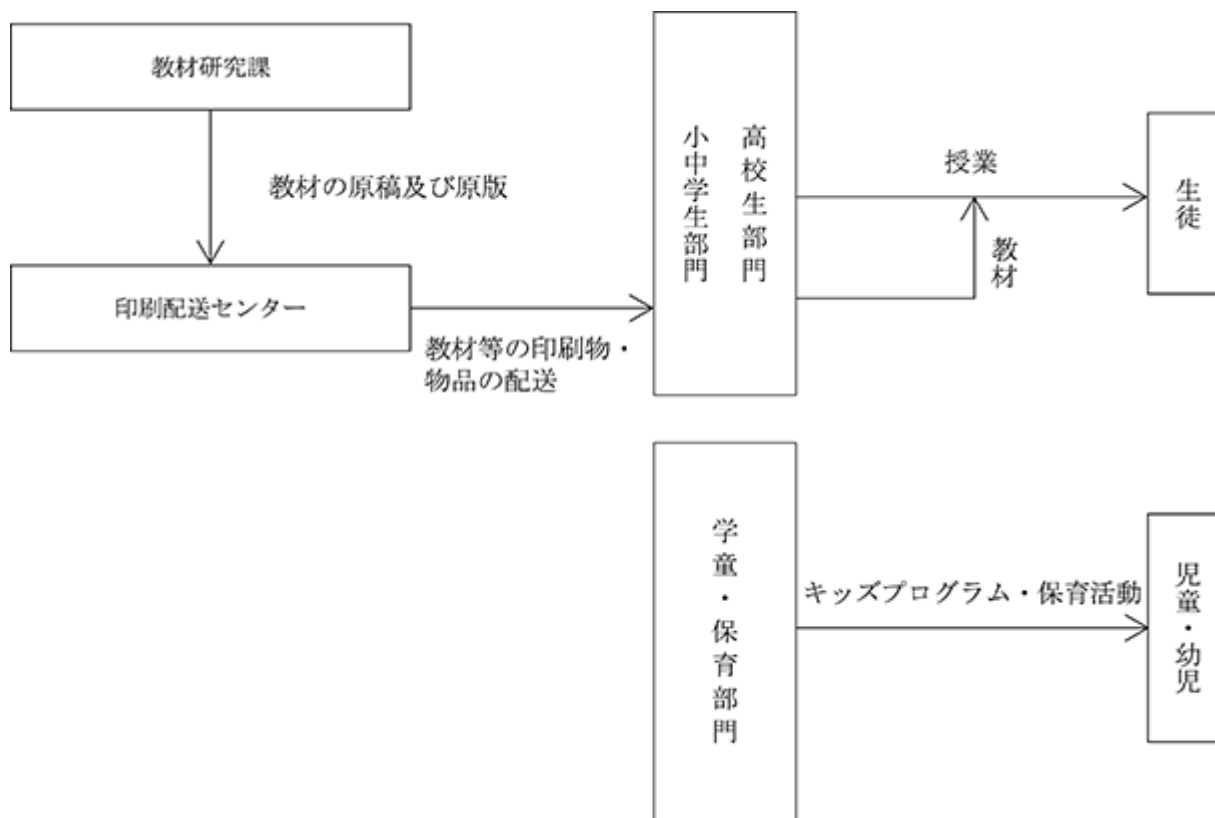 教材研究課
教材の原稿及び原版
印刷配送センター
教材等の印刷物・
物品の配送
高校生部門
小中学生部門
授業
教材
生徒
学童・保育部門
キッズプログラム・保育活動
児童・幼児